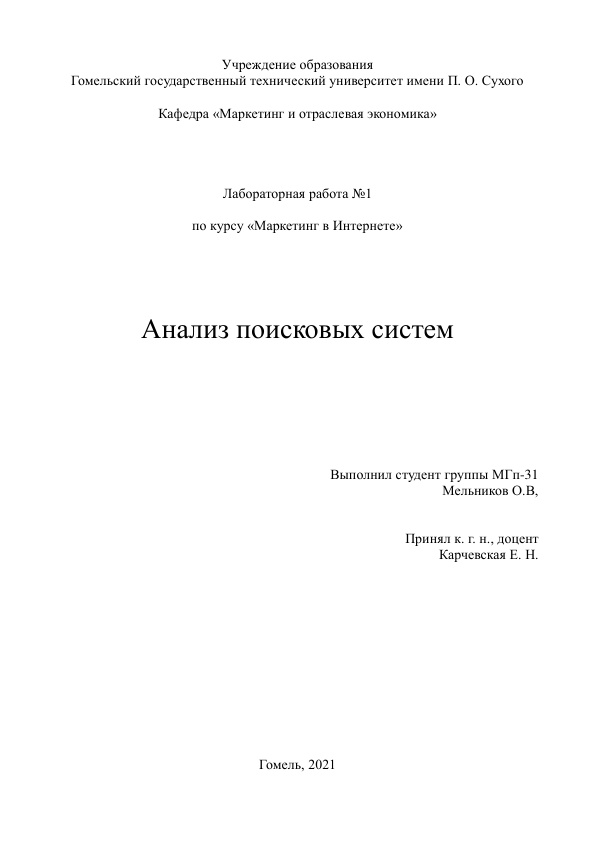 Учреждение образования
Гомельский государственный технический университет имени П. О. Сухого
Кафедра «Маркетинг и отраслевая экономика»
Лабораторная работа №1
по курсу «Маркетинг в Интернете»
Анализ поисковых систем
Выполнил студент группы МГп-31
Мельников О.В,
Принял к. г. н., доцент
Карчевская Е. Н.
Гомель, 2021